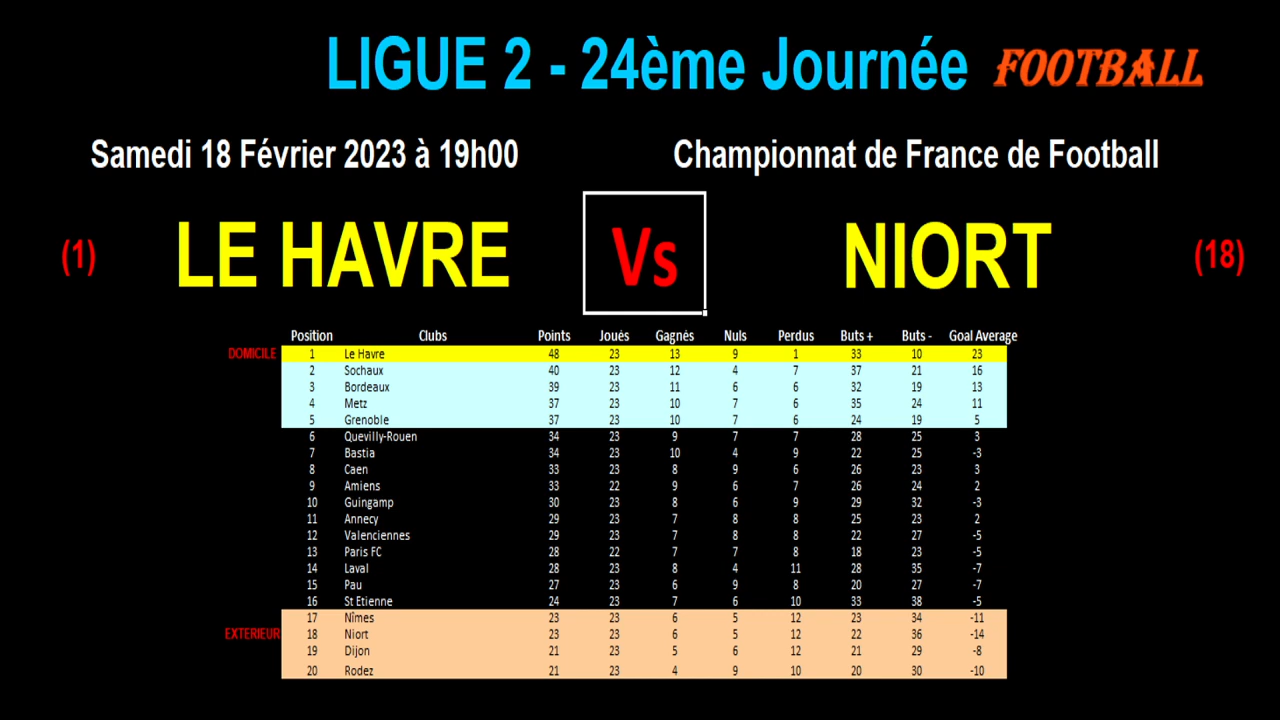 LIGUE 2 - 24ème Journée FOOTBALL
Samedi 18 Février 2023 à 19h00 Championnat de France de Football
(1) LE HAVRE Vs NIORT (18)
Position Clubs Points Joués Gagnés Nuls Perdus Buts + Buts - Goal Average
DOMICILE 1 Le Havre 48 23 13 9 1 33 10 23
2 Sochaux 40 23 12 4 7 37 21 16
3 Bordeaux 39 23 11 6 6 32 19 13
4 Metz 37 23 10 7 6 35 24 11
5 Grenoble 37 23 10 7 6 24 19 5
6 Quevilly-Rouen 34 23 9 7 7 28 25 3
7 Bastia 34 23 10 4 9 22 25 -3
8 Caen 33 23 8 9 6 26 23 3
9 Amiens 33 22 9 6 7 26 24 2
10 Guingamp 30 23 8 6 9 29 32 -3
11 Annecy 29 23 7 8 8 25 23 2
12 Valenciennes 29 23 7 8 8 22 27 -5
13 Paris FC 28 22 7 7 8 18 23 -5
14 Laval 28 23 8 4 11 28 35 -7
15 Pau 27 23 6 9 8 20 27 -7
16 St Etienne 24 23 7 6 10 33 38 -5
17 Nîmes 23 23 6 5 12 23 34 -11
EXTERIEUR 18 Niort 23 23 6 5 12 22 36 -14
19 Dijon 21 23 5 6 12 21 29 -8
20 Rodez 21 23 4 9 10 20 30 -10